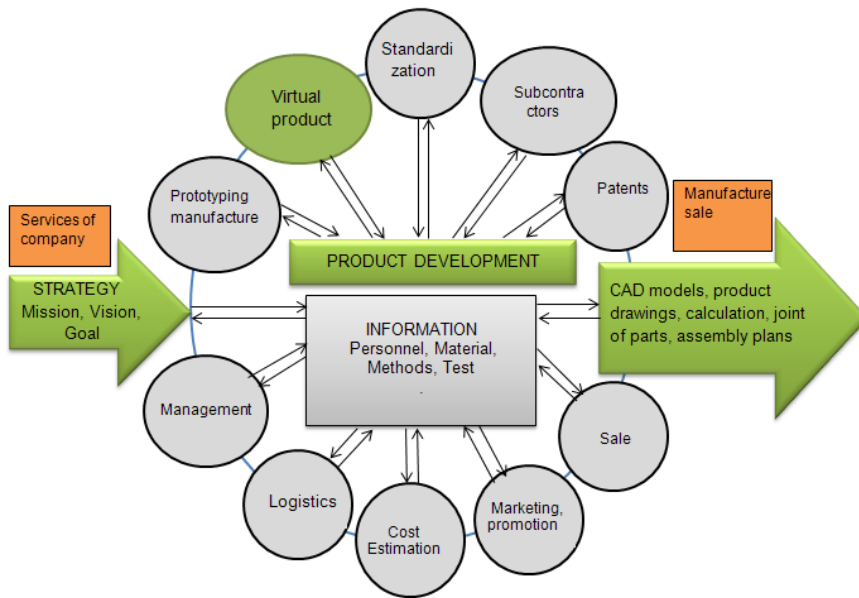 Standardi
zation
Virtual
product
Subcontra
ctors
Prototyping
manufacture
Patents
Services of
company
Manufacture
sale
PRODUCT DEVELOPMENT
STRATEGY
Mission, Vision,
Goal
CAD models, product
drawings, calculation, joint
of parts, assembly plans
INFORMATION
Personnel, Material,
Methods, Test
.
Management
Sale
Logistics
Marketing,
promotion
Cost
Estimation